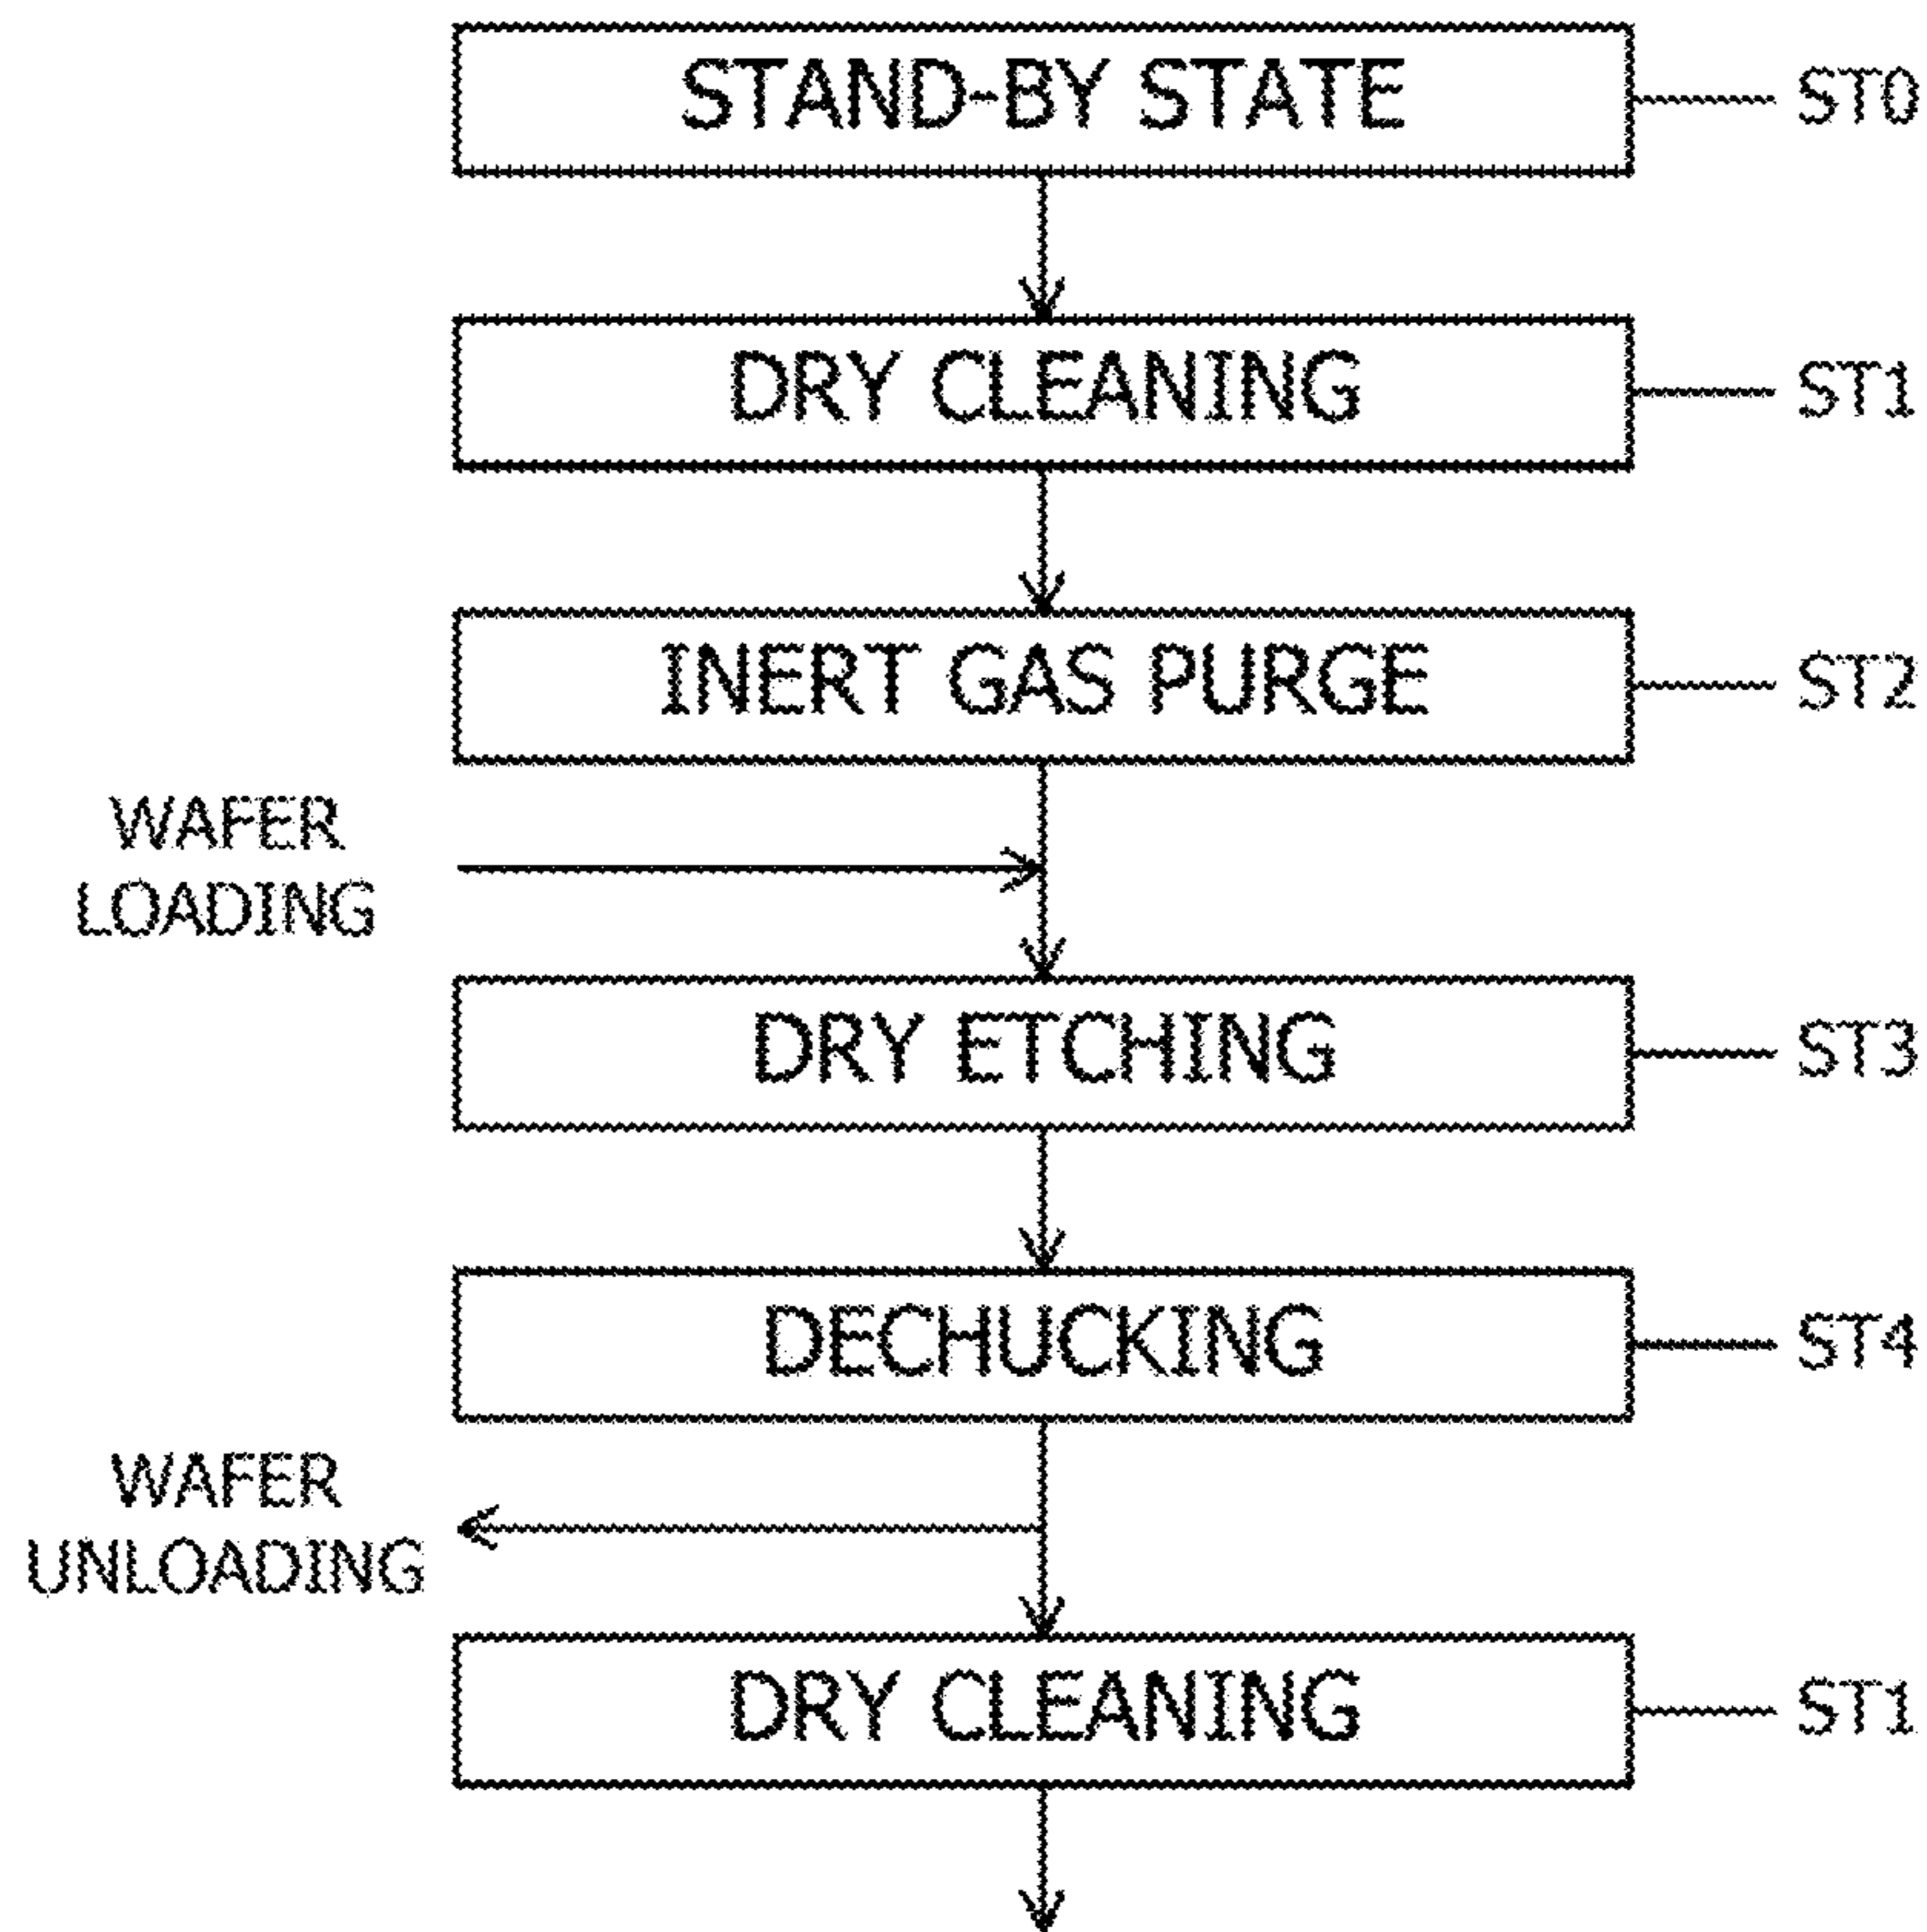 STAND-BY STATE
ST0
DRY CLEANING
ST1
INERT GAS PURGE
ST2
WAFER
LOADING
DRY ETCHING
ST3
DECHUCKING
ST4
WAFER
UNLOADING
DRY CLEANING
ST1